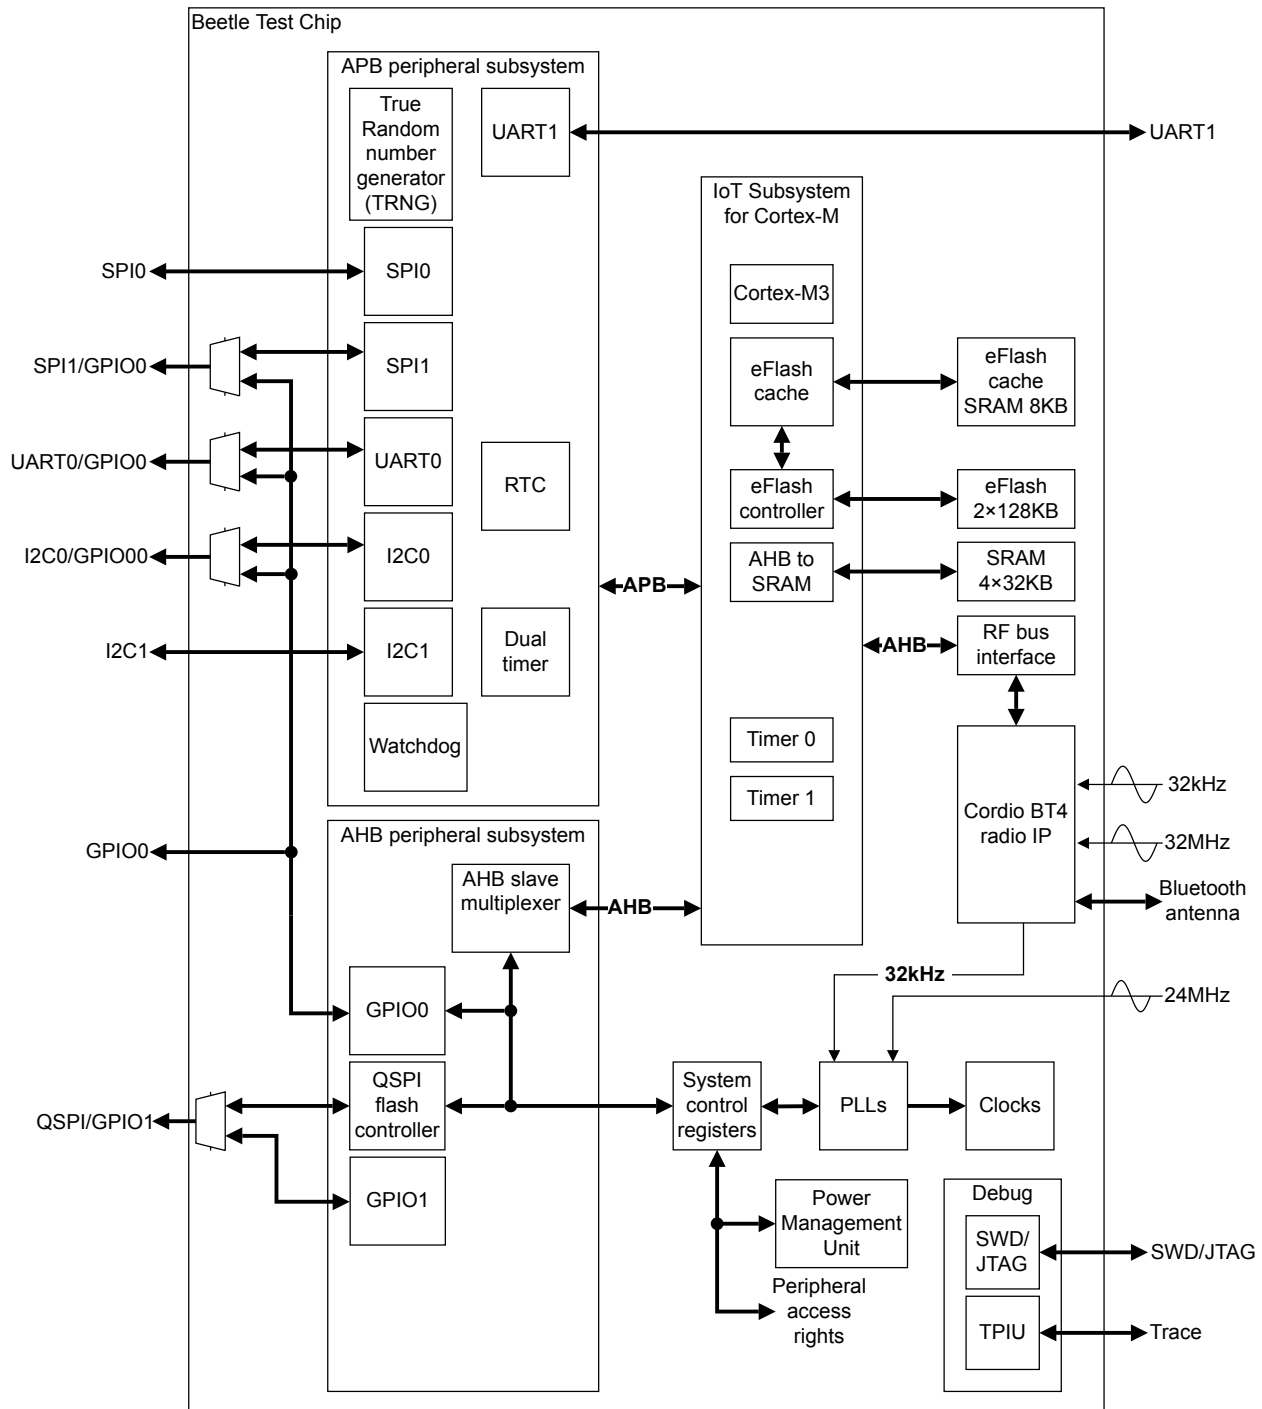 Beetle Test Chip
APB peripheral subsystem
True
Random
number
generator
(TRNG)
UART1
UART1
IoT Subsystem
for Cortex-M
SPI0
SPI0
Cortex-M3
SPI1/GPIO0
SPI1
eFlash
cache
eFlash
cache
SRAM 8KB
UART0/GPIO0
UART0
RTC
eFlash
controller
eFlash
2×128KB
I2C0/GPIO00
I2C0
AHB to
SRAM
SRAM
4×32KB
APB
I2C1
I2C1
Dual
timer
AHB
RF bus
interface
Watchdog
Timer 0
Timer 1
Cordio BT4
radio IP
32kHz
32MHz
Bluetooth
antenna
AHB peripheral subsystem
GPIO0
AHB slave
multiplexer
AHB
32kHz
24MHz
GPIO0
QSPI/GPIO1
QSPI
flash
controller
System
control
registers
PLLs
Clocks
GPIO1
Power
Management
Unit
Peripheral
access
rights
Debug
SWD/
JTAG
SWD/JTAG
TPIU
Trace